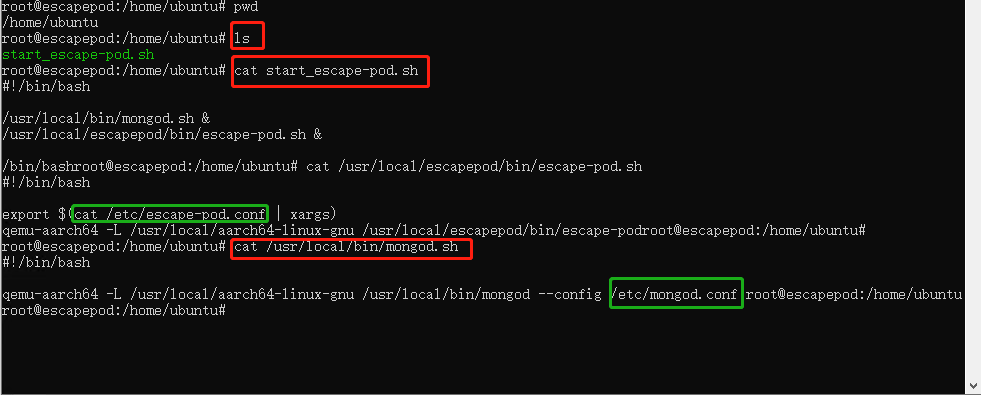 root@escapepod:/home/ubuntu# pwd
/home/ubuntu
root@escapepod:/home/ubuntu# ls
start_escape-pod.sh
root@escapepod:/home/ubuntu# cat start_escape-pod.sh
#!/bin/bash
/usr/local/bin/mongod.sh &
/usr/local/escapepod/bin/escape-pod.sh &
/bin/bashroot@escapepod:/home/ubuntu# cat /usr/local/escapepod/bin/escape-pod.sh
#!/bin/bash
export $(cat /etc/escape-pod.conf | xargs)
qemu-aarch64 -L /usr/local/aarch64-linux-gnu /usr/local/escapepod/bin/escape-podroot@escapepod:/home/ubuntu#
root@escapepod:/home/ubuntu# cat /usr/local/bin/mongod.sh
#!/bin/bash
qemu-aarch64 -L /usr/local/aarch64-linux-gnu /usr/local/bin/mongod --config /etc/mongod.conf root@escapepod:/home/ubuntu
root@escapepod:/home/ubuntu#